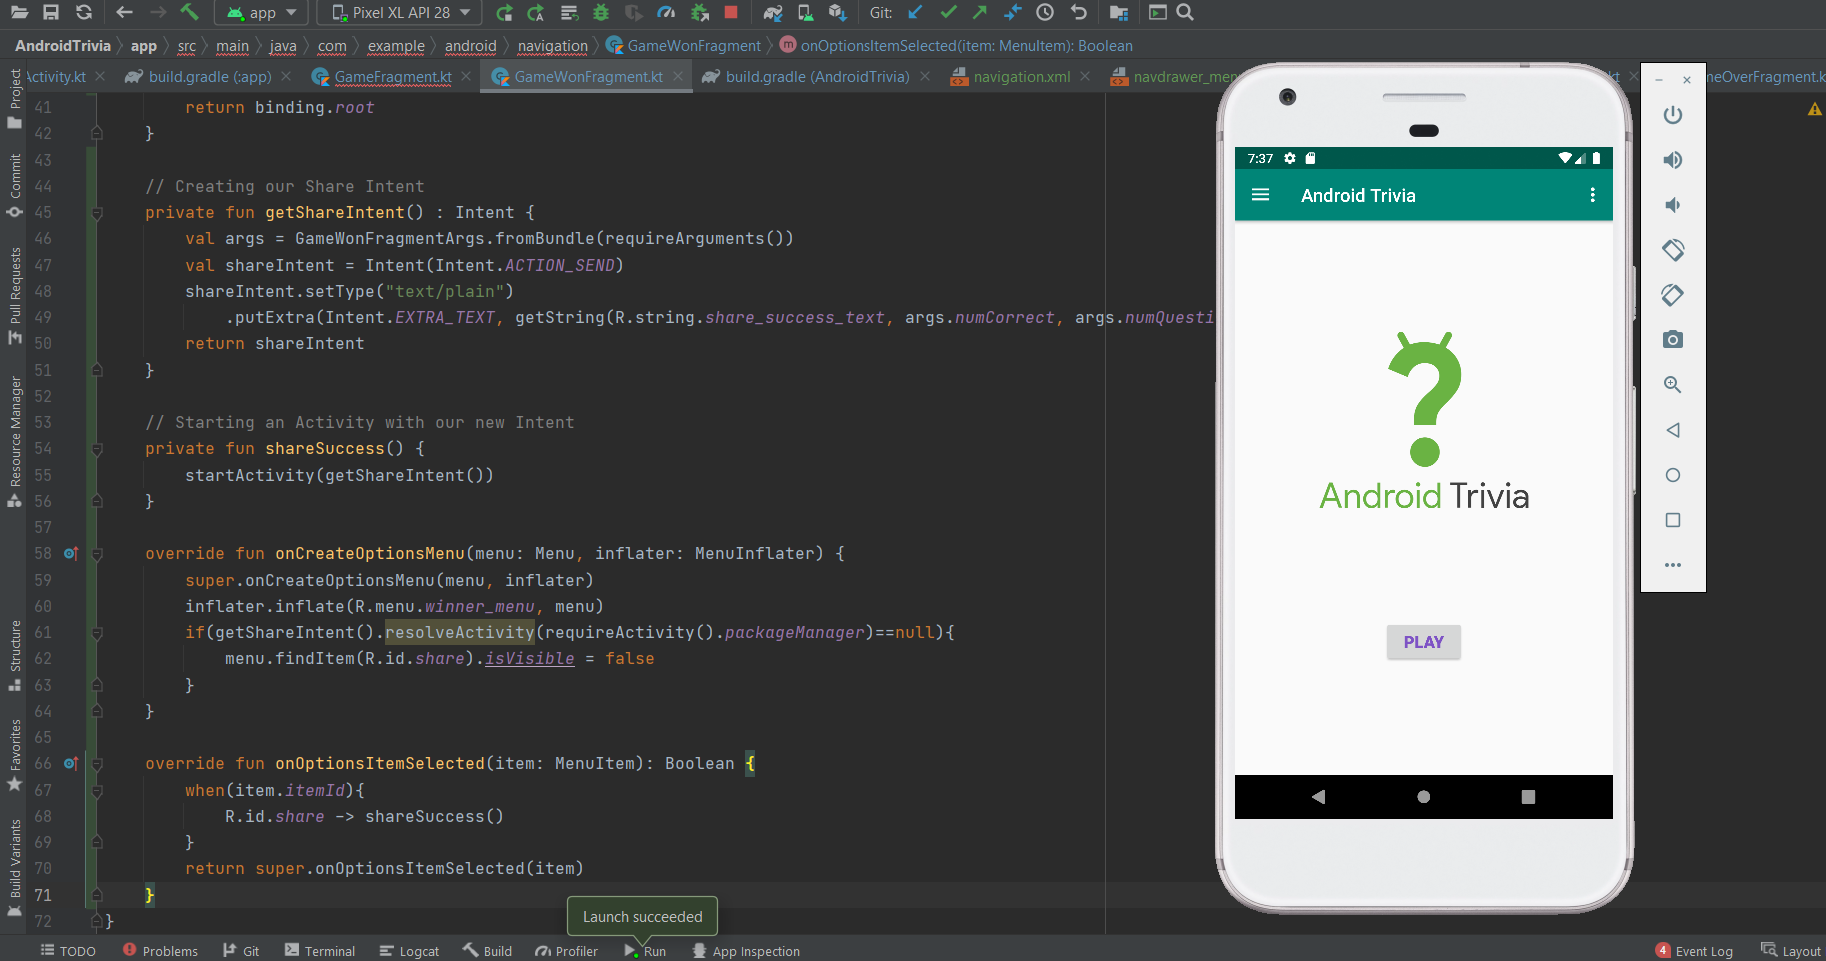 app Pixel XL API 28 Git:
AndroidTrivia app src main java com example android navigation GameWonFragment onOptionsItemSelected(item: MenuItem): Boolean
Activity.kt build.gradle (:app) GameFragment.kt GameWonFragment.kt build.gradle (AndroidTrivia) navigation.xml navdrawer_men kt neOverFragment.k
41 return binding.root
42 }
43
44 // Creating our Share Intent
45 private fun getShareIntent() : Intent {
46 val args = GameWonFragmentArgs.fromBundle(requireArguments())
47 val shareIntent = Intent(Intent.ACTION_SEND)
48 shareIntent.setType("text/plain")
49 .putExtra(Intent.EXTRA_TEXT, getString(R.string.share_success_text, args.numCorrect, args.numQuesti
50 return shareIntent
51 }
52
53 // Starting an Activity with our new Intent
54 private fun shareSuccess() {
55 startActivity(getShareIntent())
56 }
57
58 override fun onCreateOptionsMenu(menu: Menu, inflater: MenuInflater) {
59 super.onCreateOptionsMenu(menu, inflater)
60 inflater.inflate(R.menu.winner_menu, menu)
61 if(getShareIntent().resolveActivity(requireActivity().packageManager)==null){
62 menu.findItem(R.id.share).isVisible = false
63 }
64 }
65
66 override fun onOptionsItemSelected(item: MenuItem): Boolean {
67 when(item.itemId){
68 R.id.share -> shareSuccess()
69 }
70 return super.onOptionsItemSelected(item)
71 }
72 }
Project
Commit
Pull Requests
Resource Manager
Structure
Favorites
Build Variants
7:37
Android Trivia
Android Trivia
PLAY
Launch succeeded
TODO Problems Git Terminal Logcat Build Profiler Run App Inspection 4 Event Log Layout